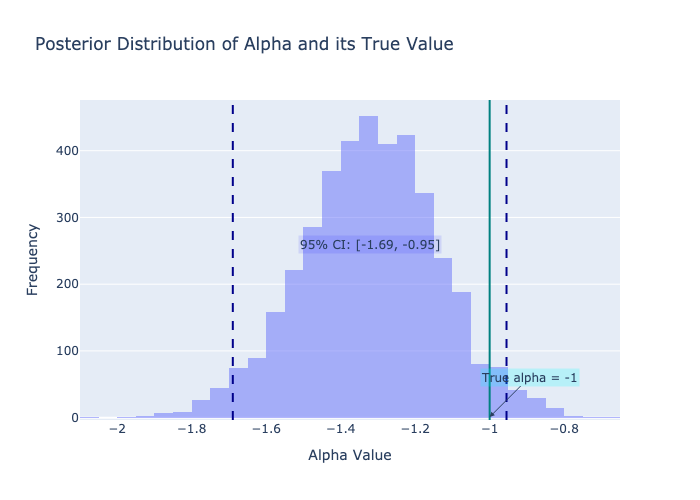 Posterior Distribution of Alpha and its True Value
Frequency
400
300
200
100
0
95% CI: [-1.69, -0.95]
True alpha = -1
−2
−1.8
−1.6
−1.4
−1.2
−1
−0.8
Alpha Value